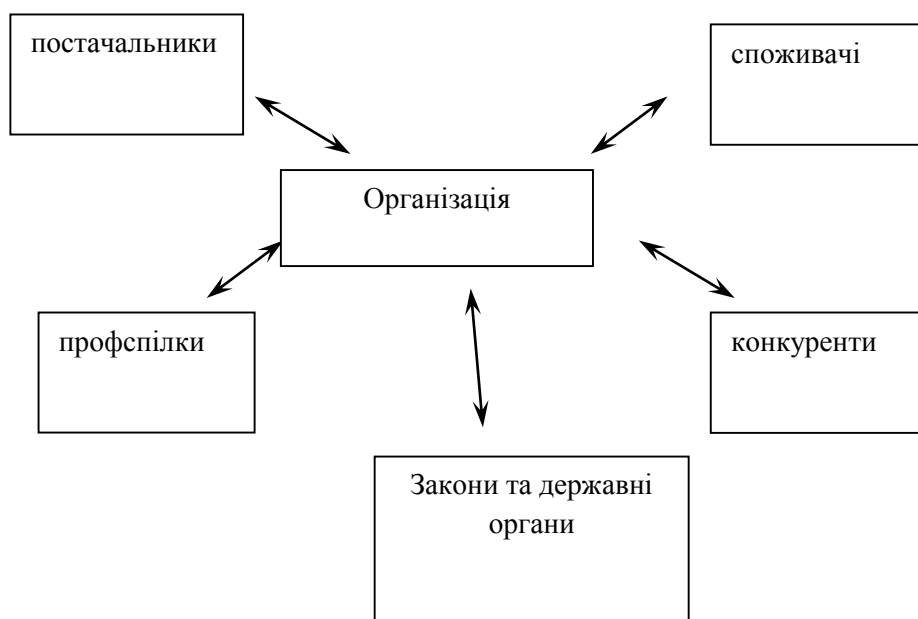 постачальники
споживачі
Організація
профспілки
конкуренти
Закони та державні
органи